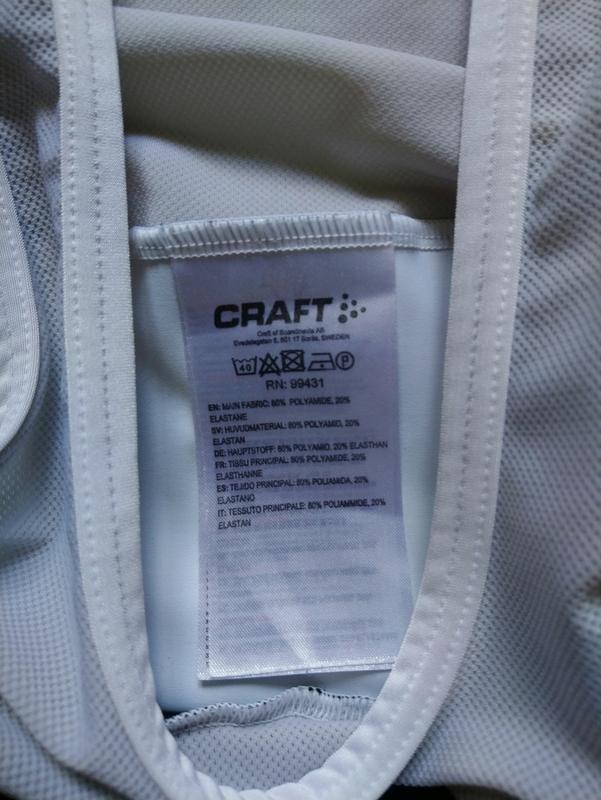 CRAFT
Craft of Scandinavia AB
Evedalsgatan 5, 501 17 Borås, SWEDEN
40 P
RN: 99431
EN: MAIN FABRIC: 80% POLYAMIDE, 20%
ELASTANE
SV: HUVUDMATERIAL: 80% POLYAMID, 20%
ELASTAN
DE: HAUPTSTOFF: 80% POLYAMID, 20% ELASTHAN
FR: TISSU PRINCIPAL: 80% POLYAMIDE, 20%
ELASTHANNE
ES: TEJIDO PRINCIPAL: 80% POLIAMIDA, 20%
ELASTANO
IT: TESSUTO PRINCIPALE: 80% POLIAMMIDE, 20%
ELASTAN